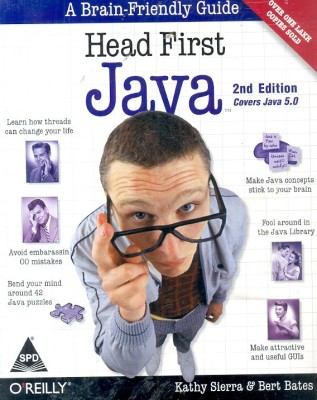 A Brain-Friendly Guide
OVER ONE LAKH
COPIES SOLD
Head First
Java
TM
2nd Edition
Covers Java 5.0
Learn how threads
can change your life
Make Java concepts
stick to your brain
Fool around in
the Java Library
Avoid embarassin
OO mistakes
Bend your mind
around 42
Java puzzles
Make attractive
and useful GUIs
SPD
O'REILLY
Kathy Sierra & Bert Bates